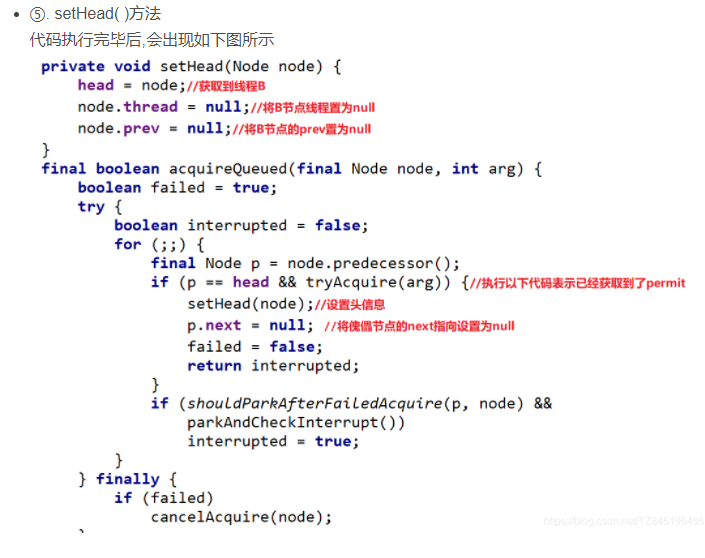 ⑤. setHead( )方法
代码执行完毕后,会出现如下图所示
private void setHead(Node node) {
head = node;//获取到线程B
node.thread = null;//将B节点线程置为null
node.prev = null;//将B节点的prev置为null
}
final boolean acquireQueued(final Node node, int arg) {
boolean failed = true;
try {
boolean interrupted = false;
for (;;) {
final Node p = node.predecessor();
if (p == head && tryAcquire(arg)) {//执行以下代码表示已经获取到了permit
setHead(node);//设置头信息
p.next = null; //将傀儡节点的next指向设置为null
failed = false;
return interrupted;
}
if (shouldParkAfterFailedAcquire(p, node) &&
parkAndCheckInterrupt())
interrupted = true;
}
} finally {
if (failed)
cancelAcquire(node);